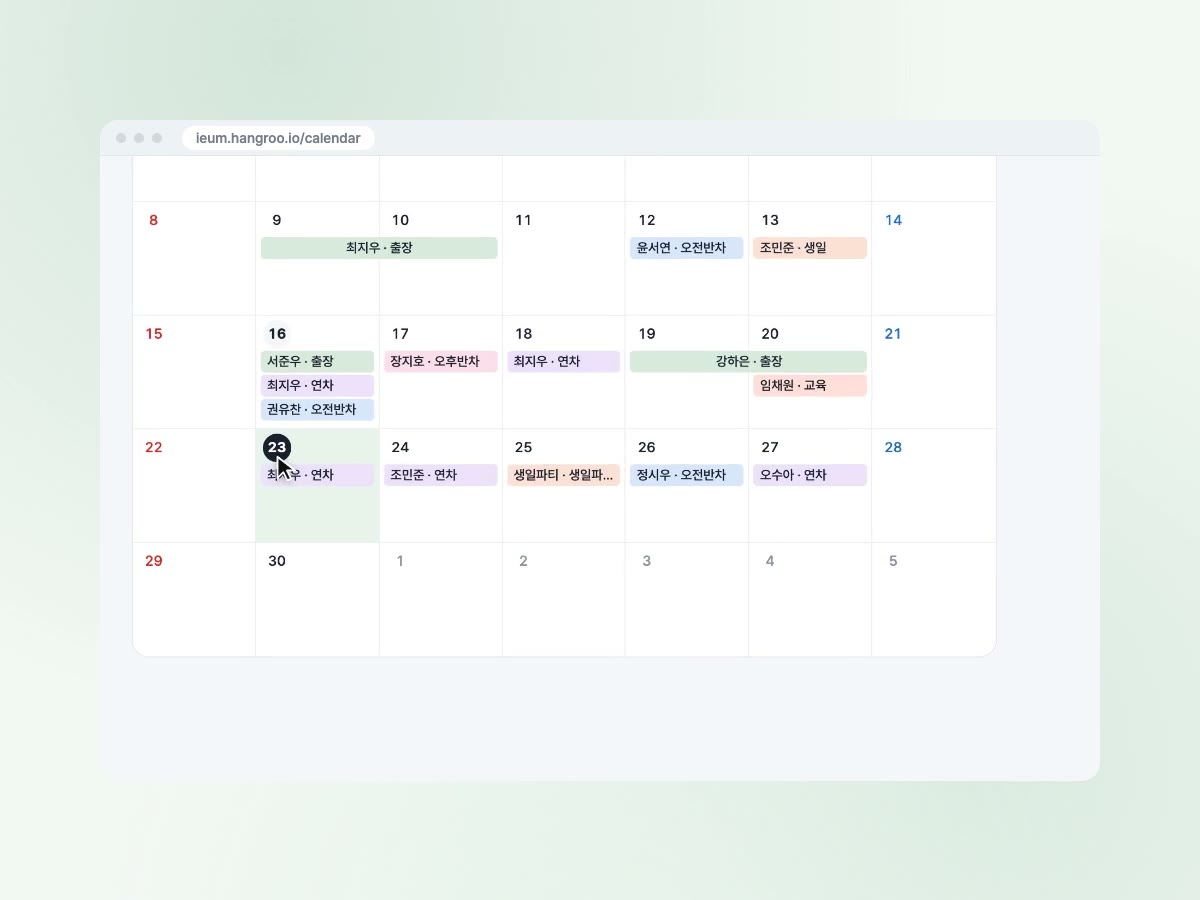 ieum.hangroo.io/calendar
8 9 10 11 12 13 14
최지우 · 출장
윤서연 · 오전반차
조민준 · 생일
15 16 17 18 19 20 21
서준우 · 출장
장지호 · 오후반차
최지우 · 연차
강하은 · 출장
최지우 · 연차
임채원 · 교육
권유찬 · 오전반차
22 23 24 25 26 27 28
우 · 연차
조민준 · 연차
생일파티 · 생일파...
정시우 · 오전반차
오수아 · 연차
29 30 1 2 3 4 5